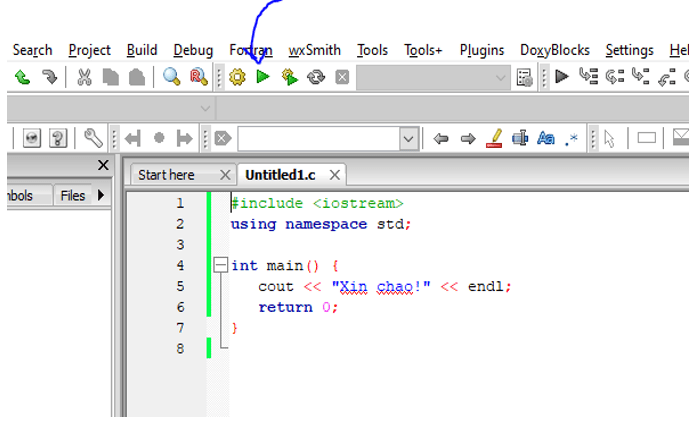 Search Project Build Debug Fortran wxSmith Tools Tools+ Plugins DoxyBlocks Settings Hel
mbols Files
Start here Untitled1.c
1 #include <iostream>
2 using namespace std;
3
4 int main() {
5 cout << "Xin chao!" << endl;
6 return 0;
7 }
8